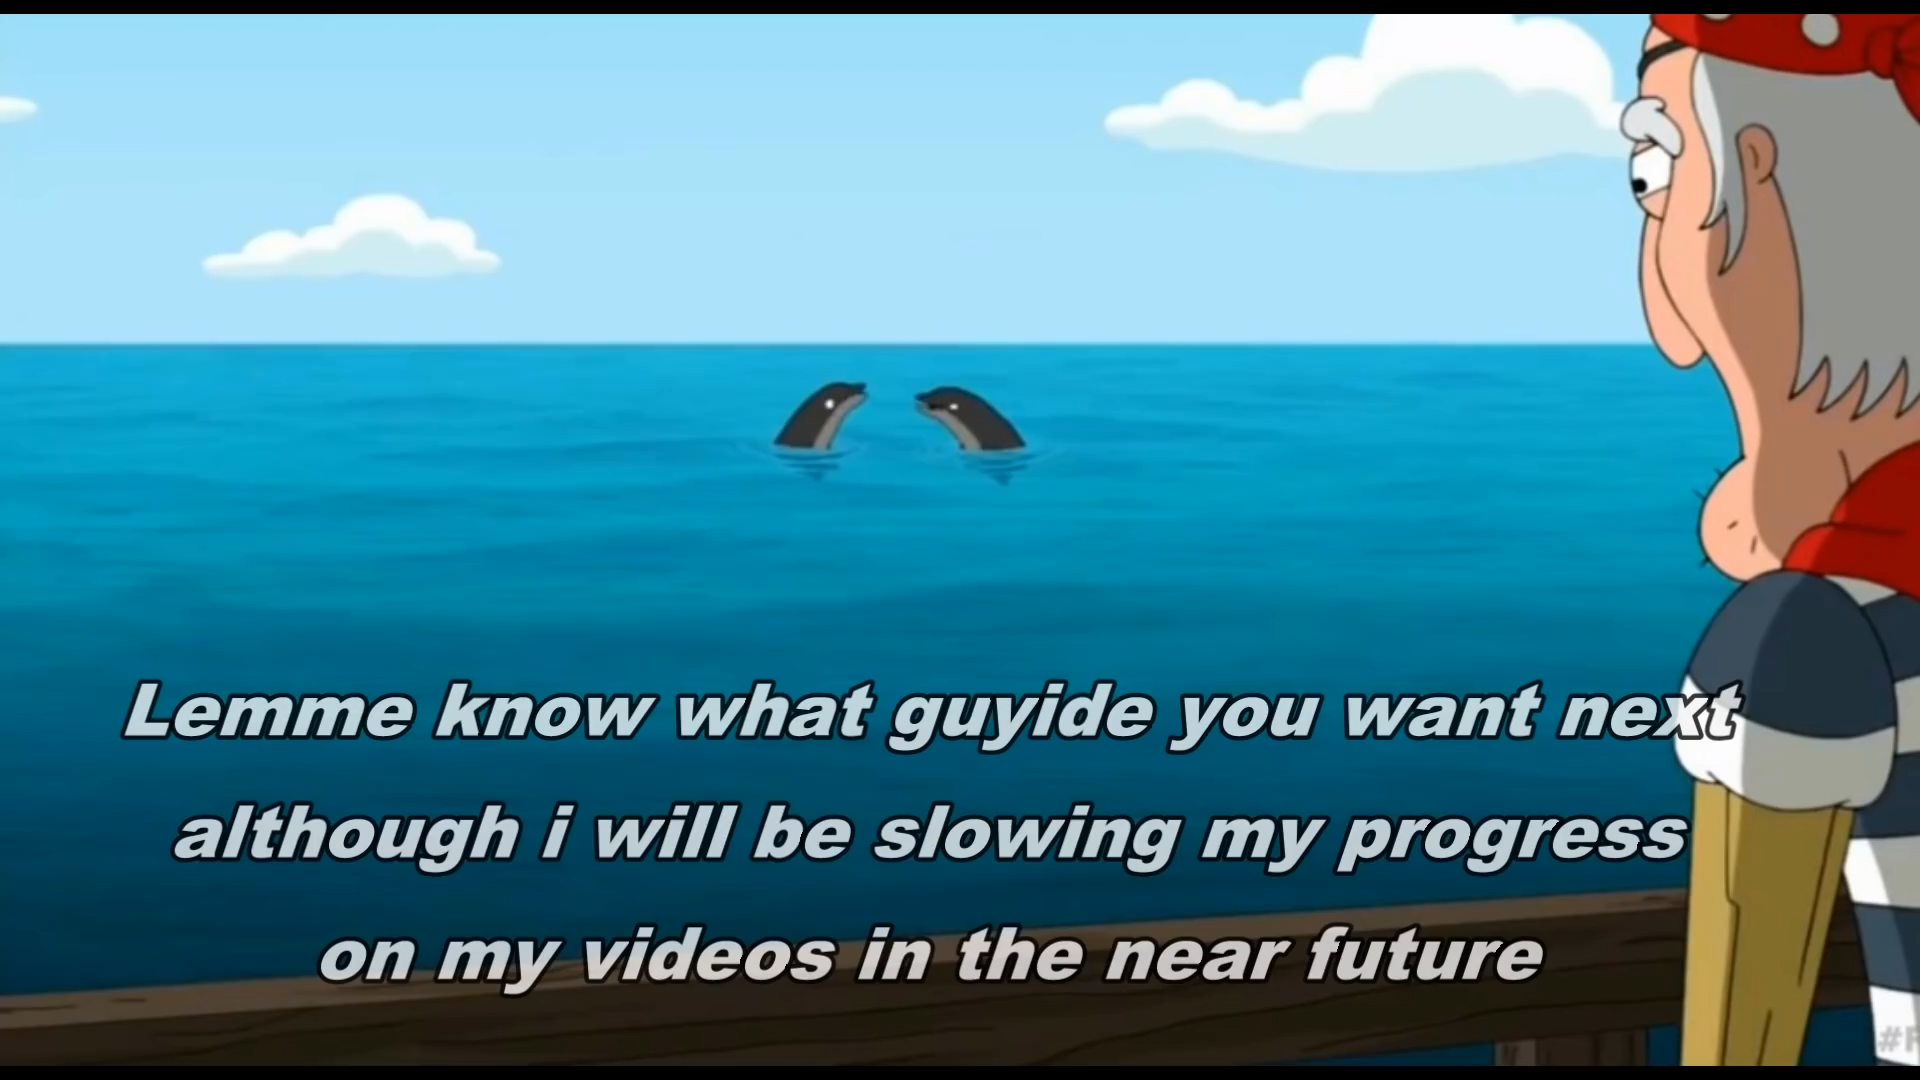 Lemme know what guyide you want next
although i will be slowing my progress
on my videos in the near future